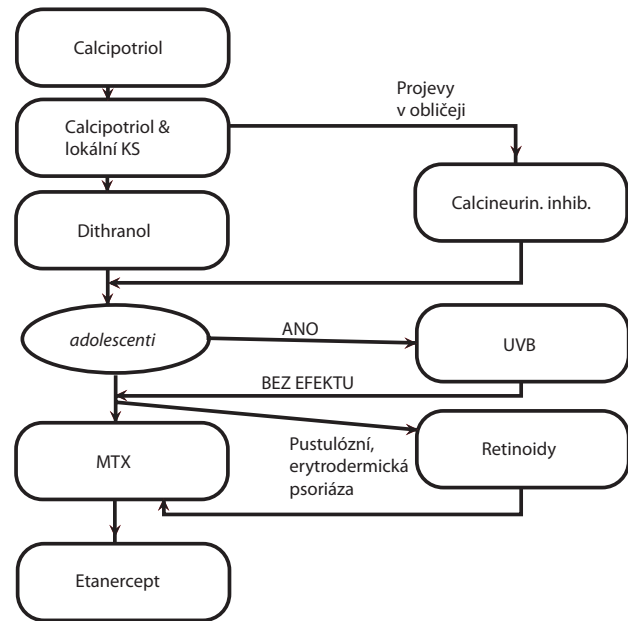 Calcipotriol
Projevy
v obličeji
Calcipotriol &
lokální KS
Calcineurin. inhib.
Dithranol
adolescenti
ANO
UVB
BEZ EFEKTU
MTX
Pustulózní,
erytrodermická
psoriáza
Retinoidy
Etanercept